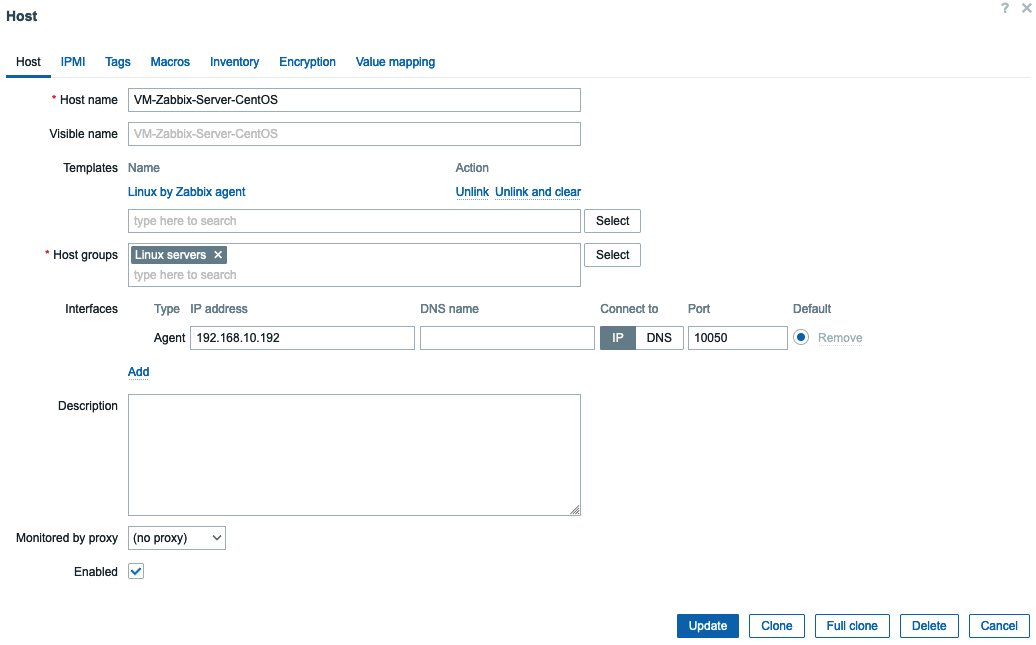 Host ? ×
Host IPMI Tags Macros Inventory Encryption Value mapping
* Host name VM-Zabbix-Server-CentOS
Visible name VM-Zabbix-Server-CentOS
Templates Name Action
Linux by Zabbix agent Unlink Unlink and clear
type here to search Select
* Host groups Linux servers × Select
type here to search
Interfaces Type IP address DNS name Connect to Port Default
Agent 192.168.10.192 IP DNS 10050 Remove
Add
Description
Monitored by proxy (no proxy)
Enabled
Update Clone Full clone Delete Cancel